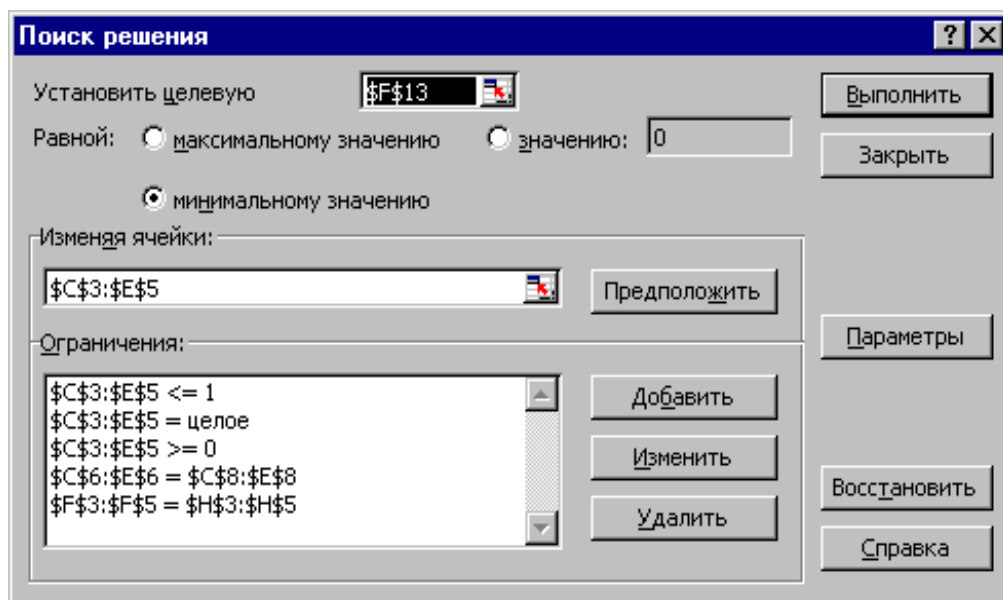 Поиск решения
Установить целевую $F$13 Выполнить
Равной: максимальному значению значению: 0 Закрыть
минимальному значению
Изменяя ячейки:
$C$3:$E$5 Предположить
Ограничения: Параметры
$C$3:$E$5 <= 1 Добавить
$C$3:$E$5 = целое
$C$3:$E$5 >= 0 Изменить
$C$6:$E$6 = $C$8:$E$8 Восстановить
$F$3:$F$5 = $H$3:$H$5 Удалить
Справка